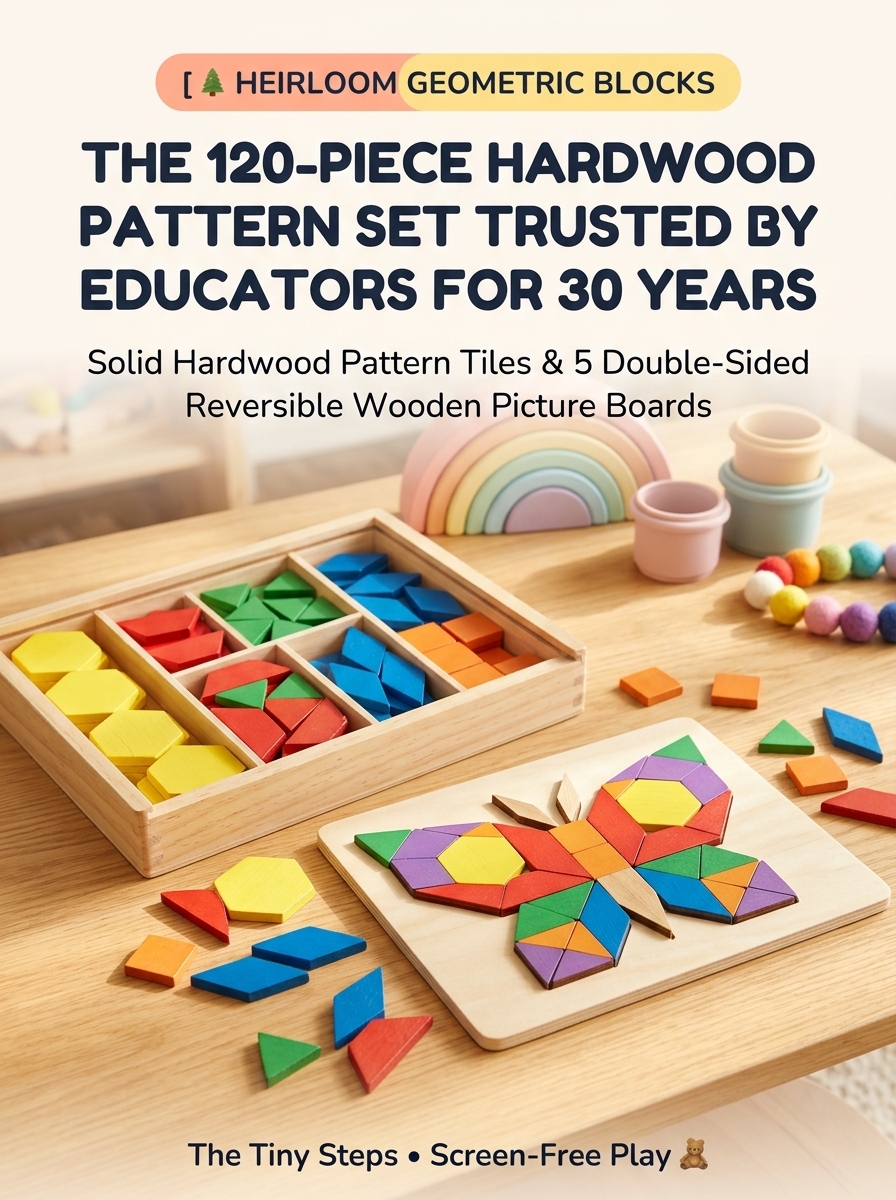 [🌲 HEIRLOOM GEOMETRIC BLOCKS
THE 120-PIECE HARDWOOD
PATTERN SET TRUSTED BY
EDUCATORS FOR 30 YEARS
Solid Hardwood Pattern Tiles & 5 Double-Sided
Reversible Wooden Picture Boards
The Tiny Steps • Screen-Free Play 🧸